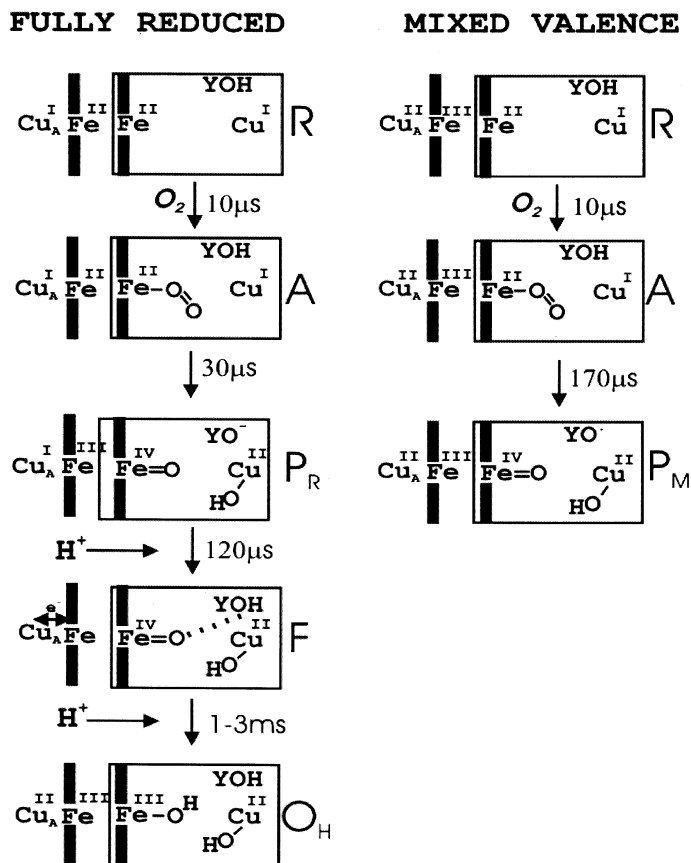 FULLY REDUCED
MIXED VALENCE
YOH
Cu_A^I Fe^II Fe^II Cu^I R
O₂ 10µs
YOH
Cu_A^I Fe^II Fe^II–O=O Cu^I A
30µs
YO⁻
Cu_A^I Fe^III Fe^IV=O Cu^II P_R
HO
H⁺ 120µs
e⁻ YOH
Cu_A Fe Fe^IV=O Cu^II F
HO
H⁺ 1-3ms
YOH
Cu_A^II Fe^III Fe^III–OH Cu^II O_H
HO
YOH
Cu_A^II Fe^III Fe^II Cu^I R
O₂ 10µs
YOH
Cu_A^II Fe^III Fe^II–O=O Cu^I A
170µs
YO·
Cu_A^II Fe^III Fe^IV=O Cu^II P_M
HO